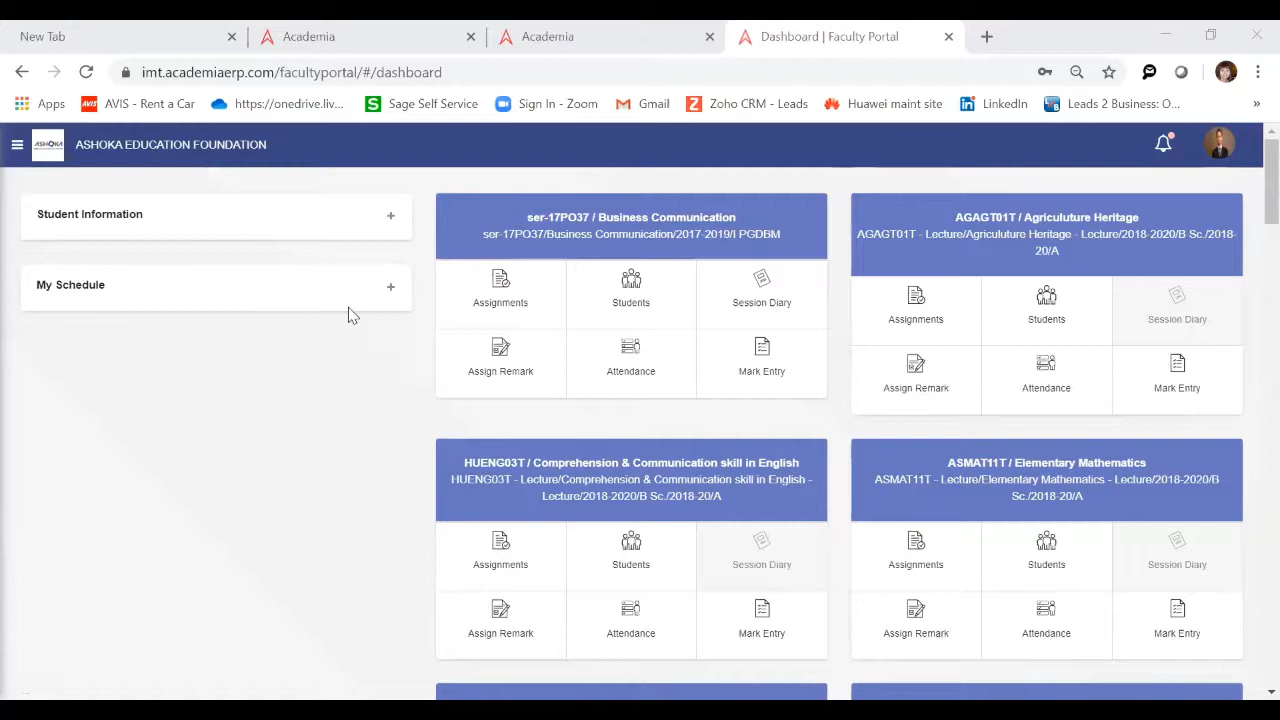 New Tab
Academia
Academia
Dashboard | Faculty Portal
imt.academiaerp.com/facultyportal/#/dashboard
Apps
AVIS - Rent a Car
https://onedrive.liv...
Sage Self Service
Sign In - Zoom
Gmail
Zoho CRM - Leads
Huawei maint site
LinkedIn
Leads 2 Business: O...
ASHOKA
ASHOKA EDUCATION FOUNDATION
Student Information
My Schedule
ser-17PO37 / Business Communication
ser-17PO37/Business Communication/2017-2019/I PGDBM
Assignments
Students
Session Diary
Assign Remark
Attendance
Mark Entry
AGAGT01T / Agriculuture Heritage
AGAGT01T - Lecture/Agriculuture Heritage - Lecture/2018-2020/B Sc./2018-
20/A
Assignments
Students
Session Diary
Assign Remark
Attendance
Mark Entry
HUENG03T / Comprehension & Communication skill in English
HUENG03T - Lecture/Comprehension & Communication skill in English -
Lecture/2018-2020/B Sc./2018-20/A
Assignments
Students
Session Diary
Assign Remark
Attendance
Mark Entry
ASMAT11T / Elementary Mathematics
ASMAT11T - Lecture/Elementary Mathematics - Lecture/2018-2020/B
Sc./2018-20/A
Assignments
Students
Session Diary
Assign Remark
Attendance
Mark Entry